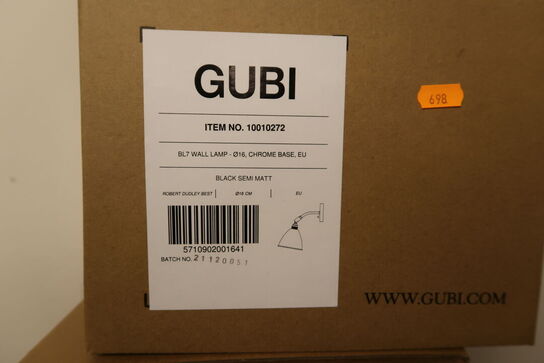 GUBI
ITEM NO. 10010272
BL7 WALL LAMP - Ø16, CHROME BASE, EU
BLACK SEMI MATT
ROBERT DUDLEY BEST Ø16 CM EU
5710902001641
BATCH NO. 21120051
698
WWW.GUBI.COM